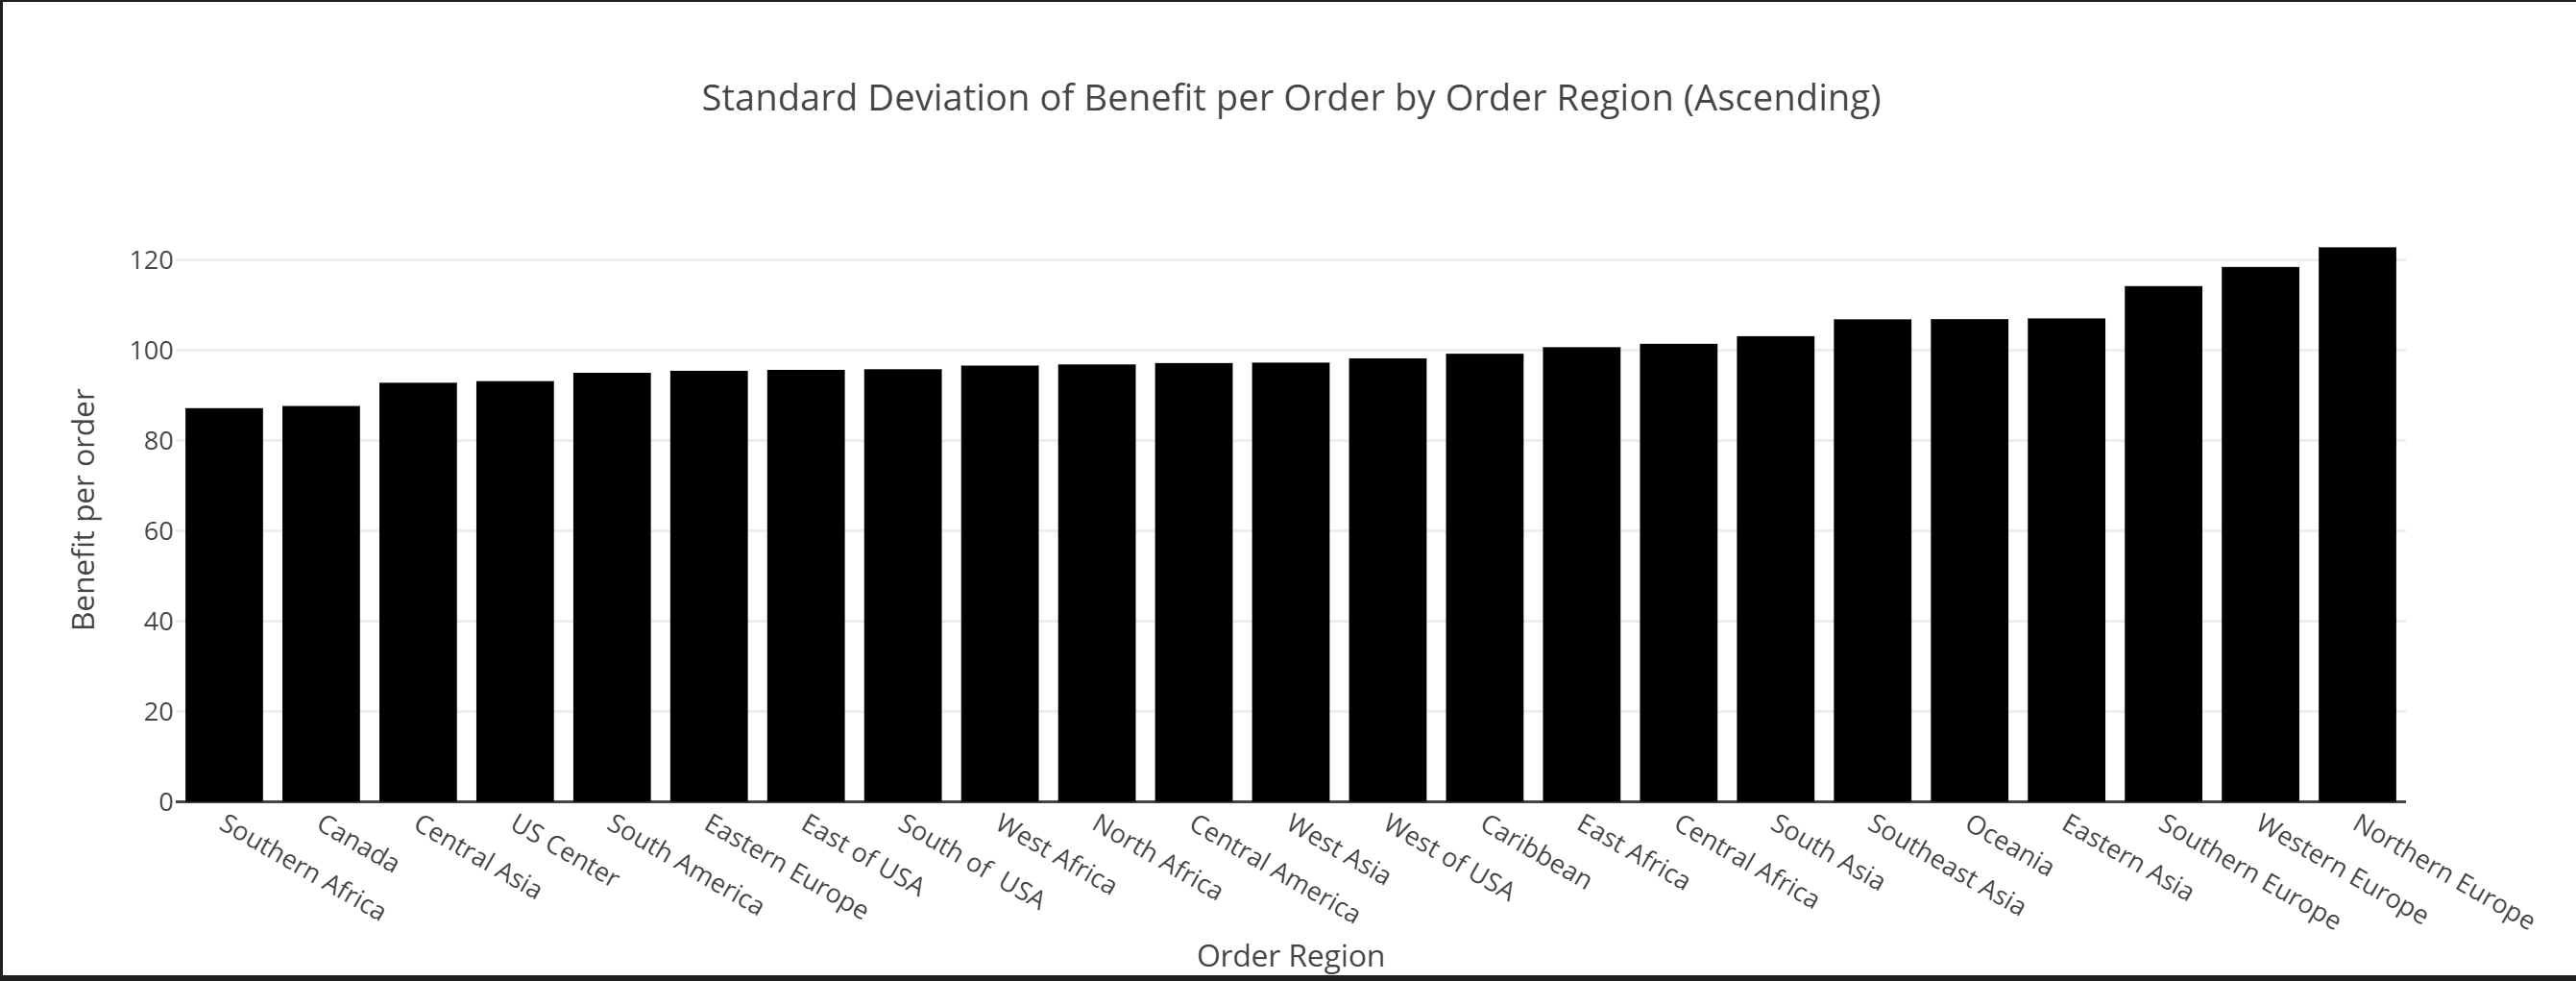 Standard Deviation of Benefit per Order by Order Region (Ascending)
120
100
80
60
40
20
0
Benefit per order
Southern Africa
Canada
Central Asia
US Center
South America
Eastern Europe
East of USA
South of  USA
West Africa
North Africa
Central America
West Asia
West of USA
Caribbean
East Africa
Central Africa
South Asia
Southeast Asia
Oceania
Eastern Asia
Southern Europe
Western Europe
Northern Europe
Order Region